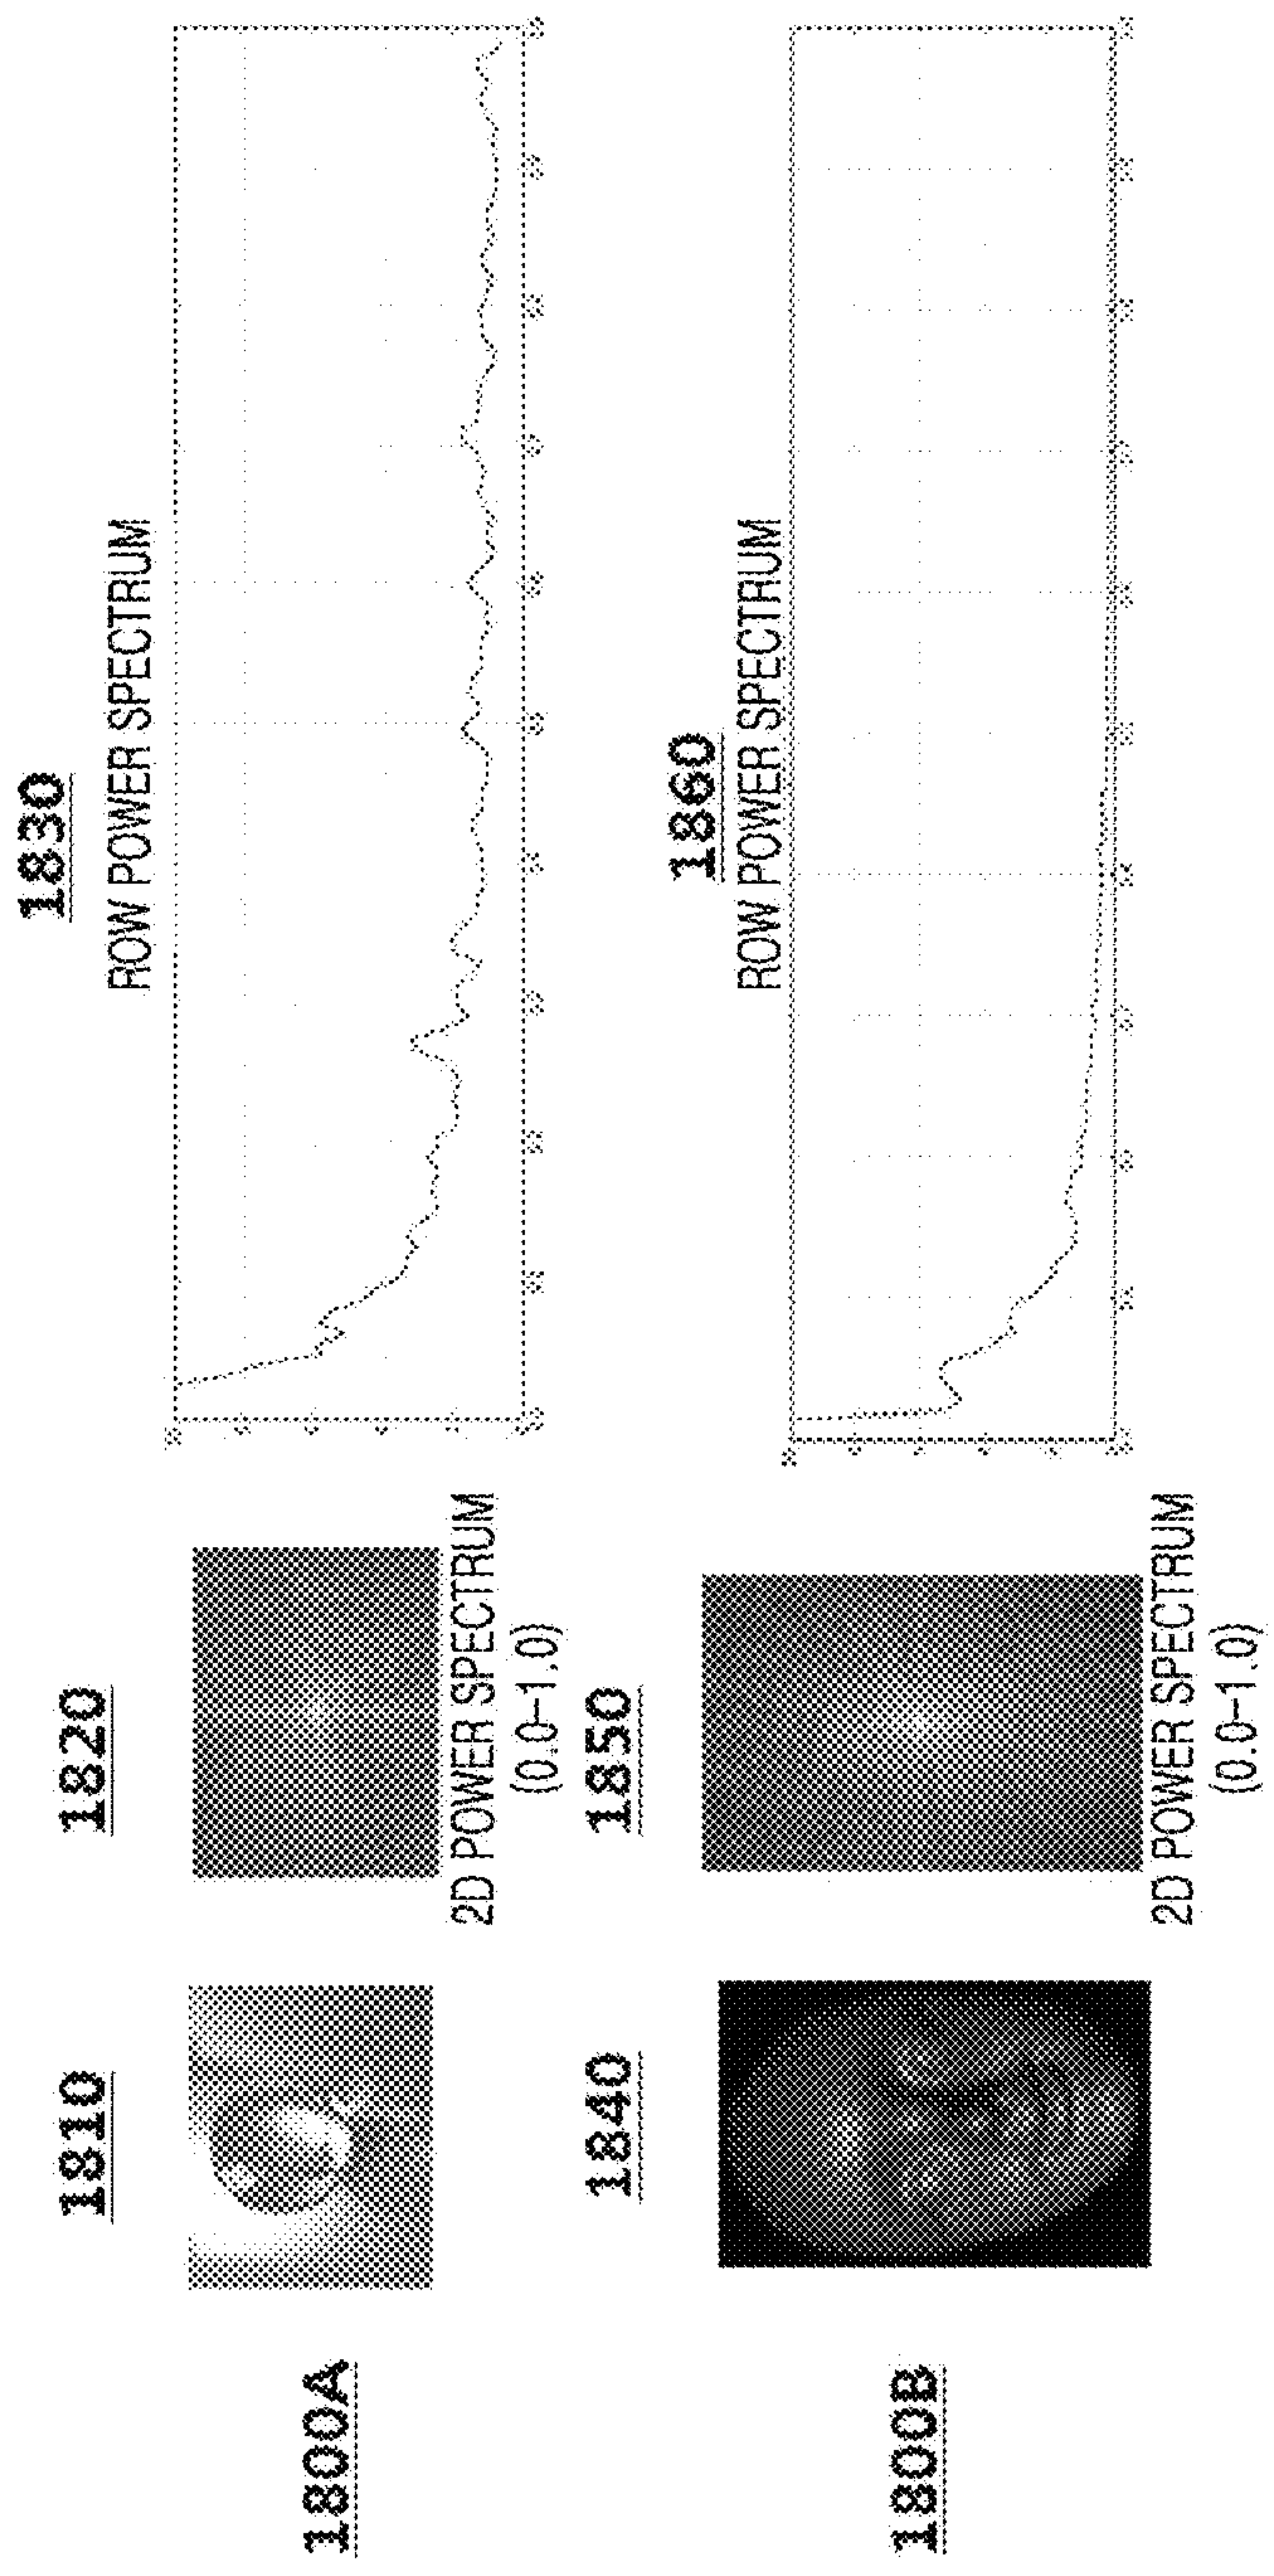 1800A
1810
1820
2D POWER SPECTRUM
(0.0–1.0)
1830
ROW POWER SPECTRUM
1800B
1840
1850
2D POWER SPECTRUM
(0.0–1.0)
1860
ROW POWER SPECTRUM